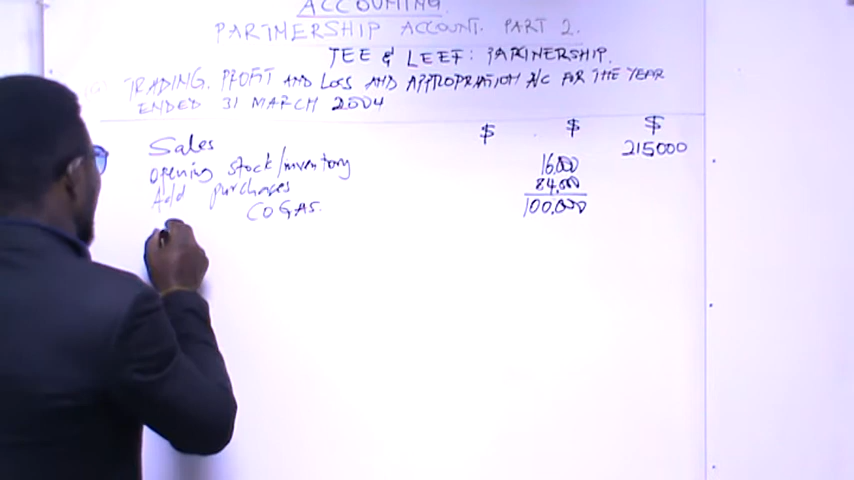 ACCOUNTING.
PARTNERSHIP ACCOUNT. PART 2.
TEE & LEEF: PARTNERSHIP.
TRADING, PROFIT AND LOSS AND APPROPRIATION A/C FOR THE YEAR
ENDED 31 MARCH 2004
$ $ $
Sales 215000
Opening stock/inventory 16,000
Add purchases 84,000
COGAS. 100,000